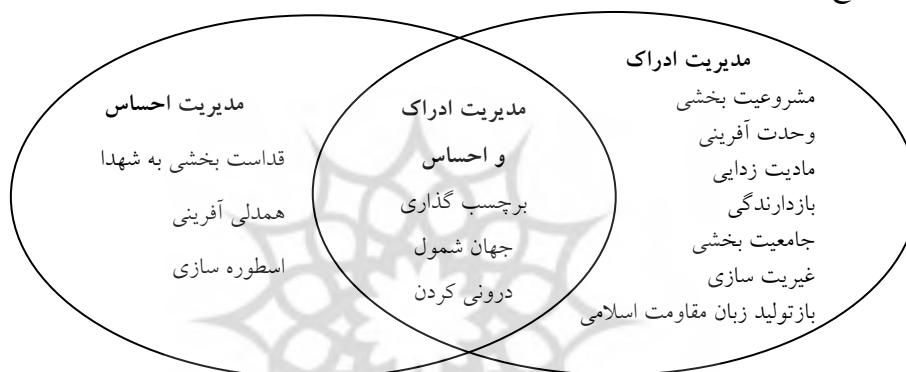 مدیریت ادراک
مشروعیت بخشی
وحدت آفرینی
مادیت زدایی
بازدارندگی
جامعیت بخشی
غیریت سازی
بازتولید زبان مقاومت اسلامی
مدیریت ادراک
و احساس
برچسب گذاری
جهان شمول
درونی کردن
مدیریت احساس
قداست بخشی به شهدا
همدلی آفرینی
اسطوره سازی